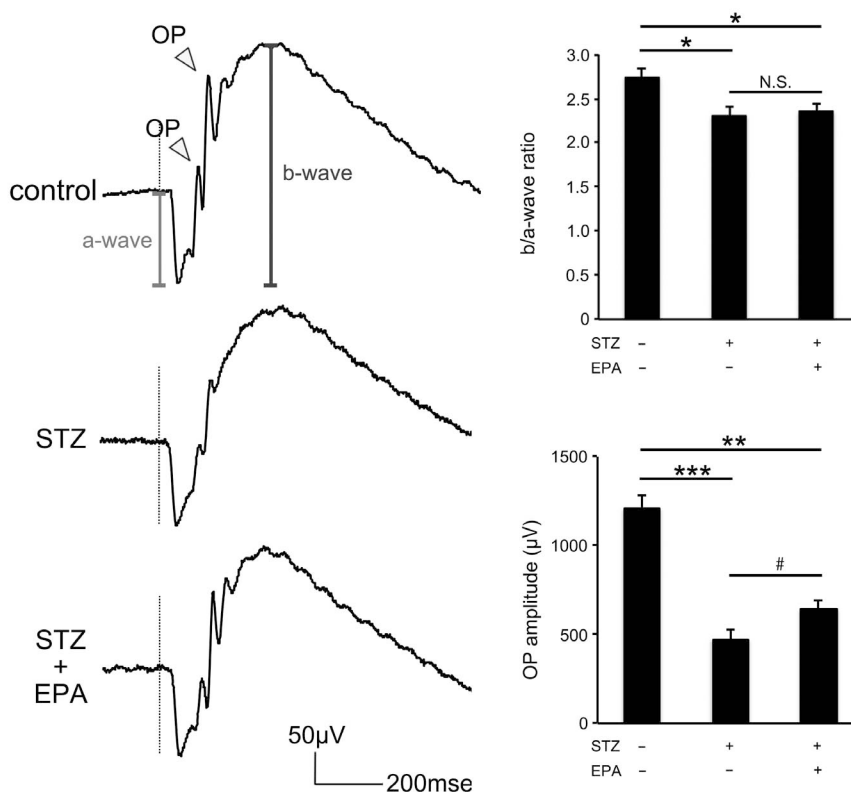 OP
OP
control
a-wave
b-wave
STZ
STZ
+
EPA
50μV
200mse
*
*
N.S.
3.0
2.5
2.0
1.5
1.0
0.5
0
b/a-wave ratio
STZ – + +
EPA – – +
**
***
#
1500
1000
500
0
OP amplitude (μV)
STZ – + +
EPA – – +